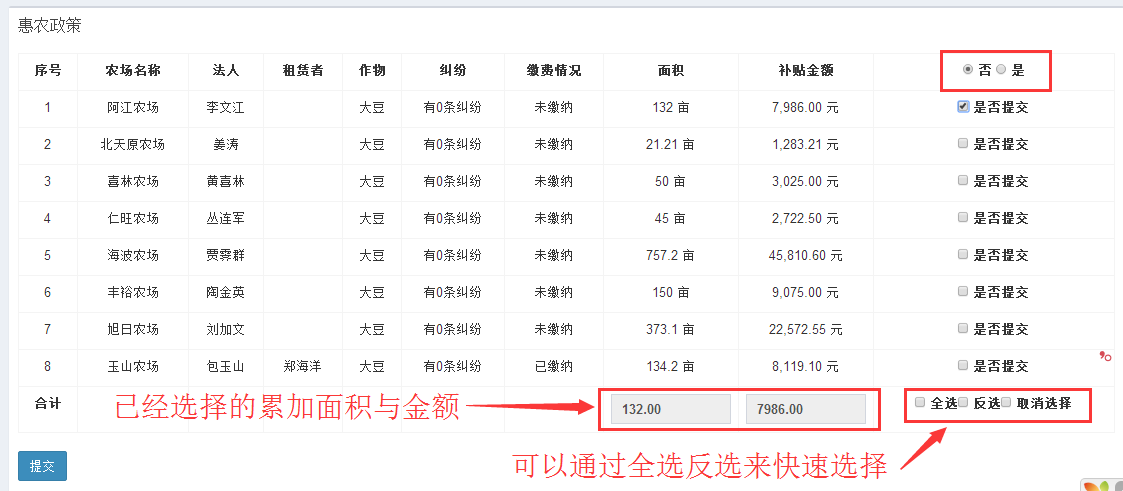 惠农政策
序号 农场名称 法人 租赁者 作物 纠纷 缴费情况 面积 补贴金额 否 是
1 阿江农场 李文江 大豆 有0条纠纷 未缴纳 132 亩 7,986.00 元 是否提交
2 北天原农场 姜涛 大豆 有0条纠纷 未缴纳 21.21 亩 1,283.21 元 是否提交
3 喜林农场 黄喜林 大豆 有0条纠纷 未缴纳 50 亩 3,025.00 元 是否提交
4 仁旺农场 丛连军 大豆 有0条纠纷 未缴纳 45 亩 2,722.50 元 是否提交
5 海波农场 贾霁群 大豆 有0条纠纷 未缴纳 757.2 亩 45,810.60 元 是否提交
6 丰裕农场 陶金英 大豆 有0条纠纷 未缴纳 150 亩 9,075.00 元 是否提交
7 旭日农场 刘加文 大豆 有0条纠纷 未缴纳 373.1 亩 22,572.55 元 是否提交
8 玉山农场 包玉山 郑海洋 大豆 有0条纠纷 已缴纳 134.2 亩 8,119.10 元 是否提交
合计 已经选择的累加面积与金额 132.00 7986.00 全选 反选 取消选择
可以通过全选反选来快速选择
提交